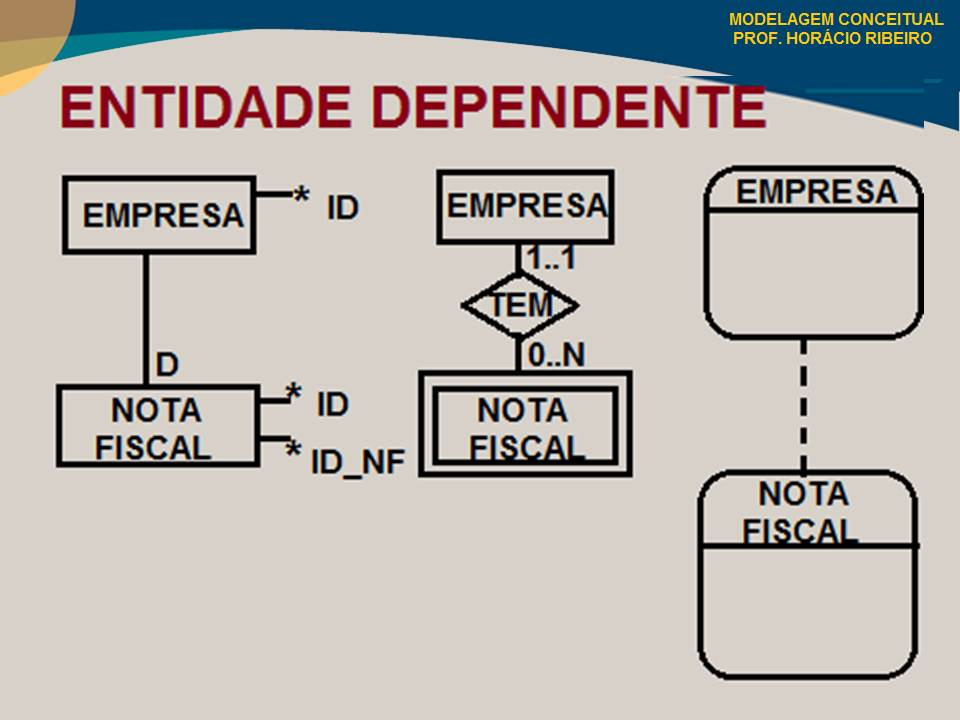 MODELAGEM CONCEITUAL
PROF. HORÁCIO RIBEIRO
ENTIDADE DEPENDENTE
EMPRESA
* ID
D
NOTA
FISCAL
* ID
* ID_NF
EMPRESA
1..1
TEM
0..N
NOTA
FISCAL
EMPRESA
NOTA
FISCAL